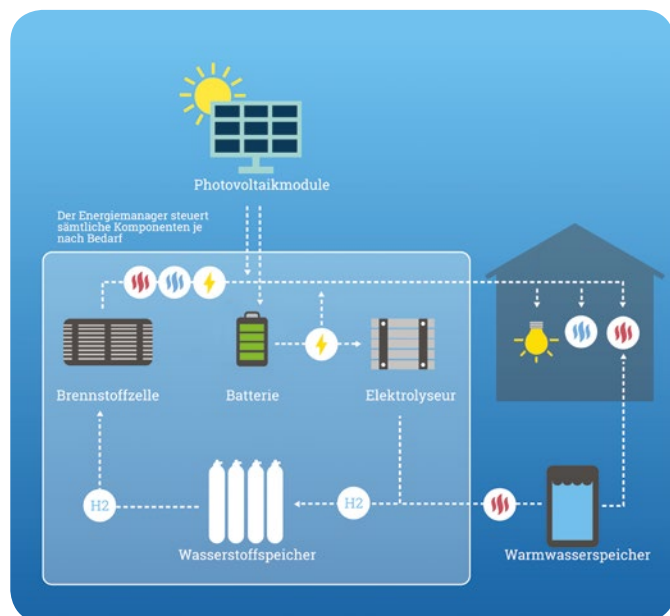 Photovoltaikmodule
Der Energiemanager steuert
sämtliche Komponenten je
nach Bedarf
Brennstoffzelle
Batterie
Elektrolyseur
H2
H2
Wasserstoffspeicher
Warmwasserspeicher